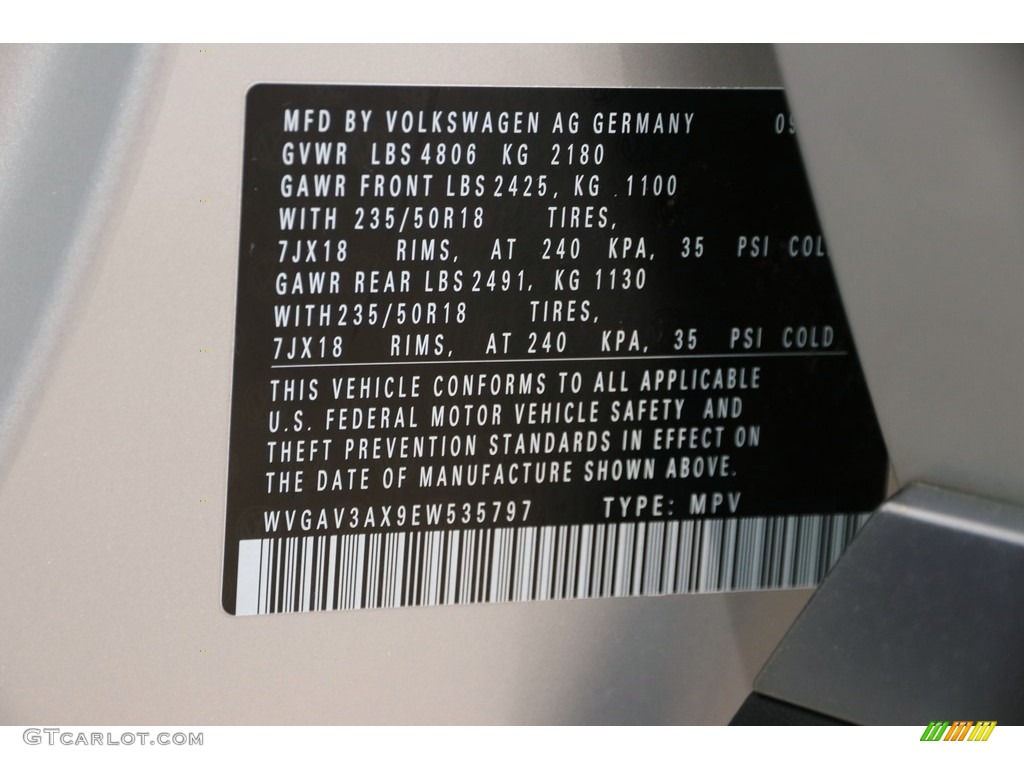 MFD BY VOLKSWAGEN AG GERMANY
GVWR LBS 4806 KG 2180
GAWR FRONT LBS 2425, KG 1100
WITH 235/50R18 TIRES,
7JX18 RIMS, AT 240 KPA, 35 PSI COL
GAWR REAR LBS 2491, KG 1130
WITH 235/50R18 TIRES,
7JX18 RIMS, AT 240 KPA, 35 PSI COLD
THIS VEHICLE CONFORMS TO ALL APPLICABLE
U.S. FEDERAL MOTOR VEHICLE SAFETY AND
THEFT PREVENTION STANDARDS IN EFFECT ON
THE DATE OF MANUFACTURE SHOWN ABOVE.
WVGAV3AX9EW535797 TYPE: MPV
GTCarlot.com